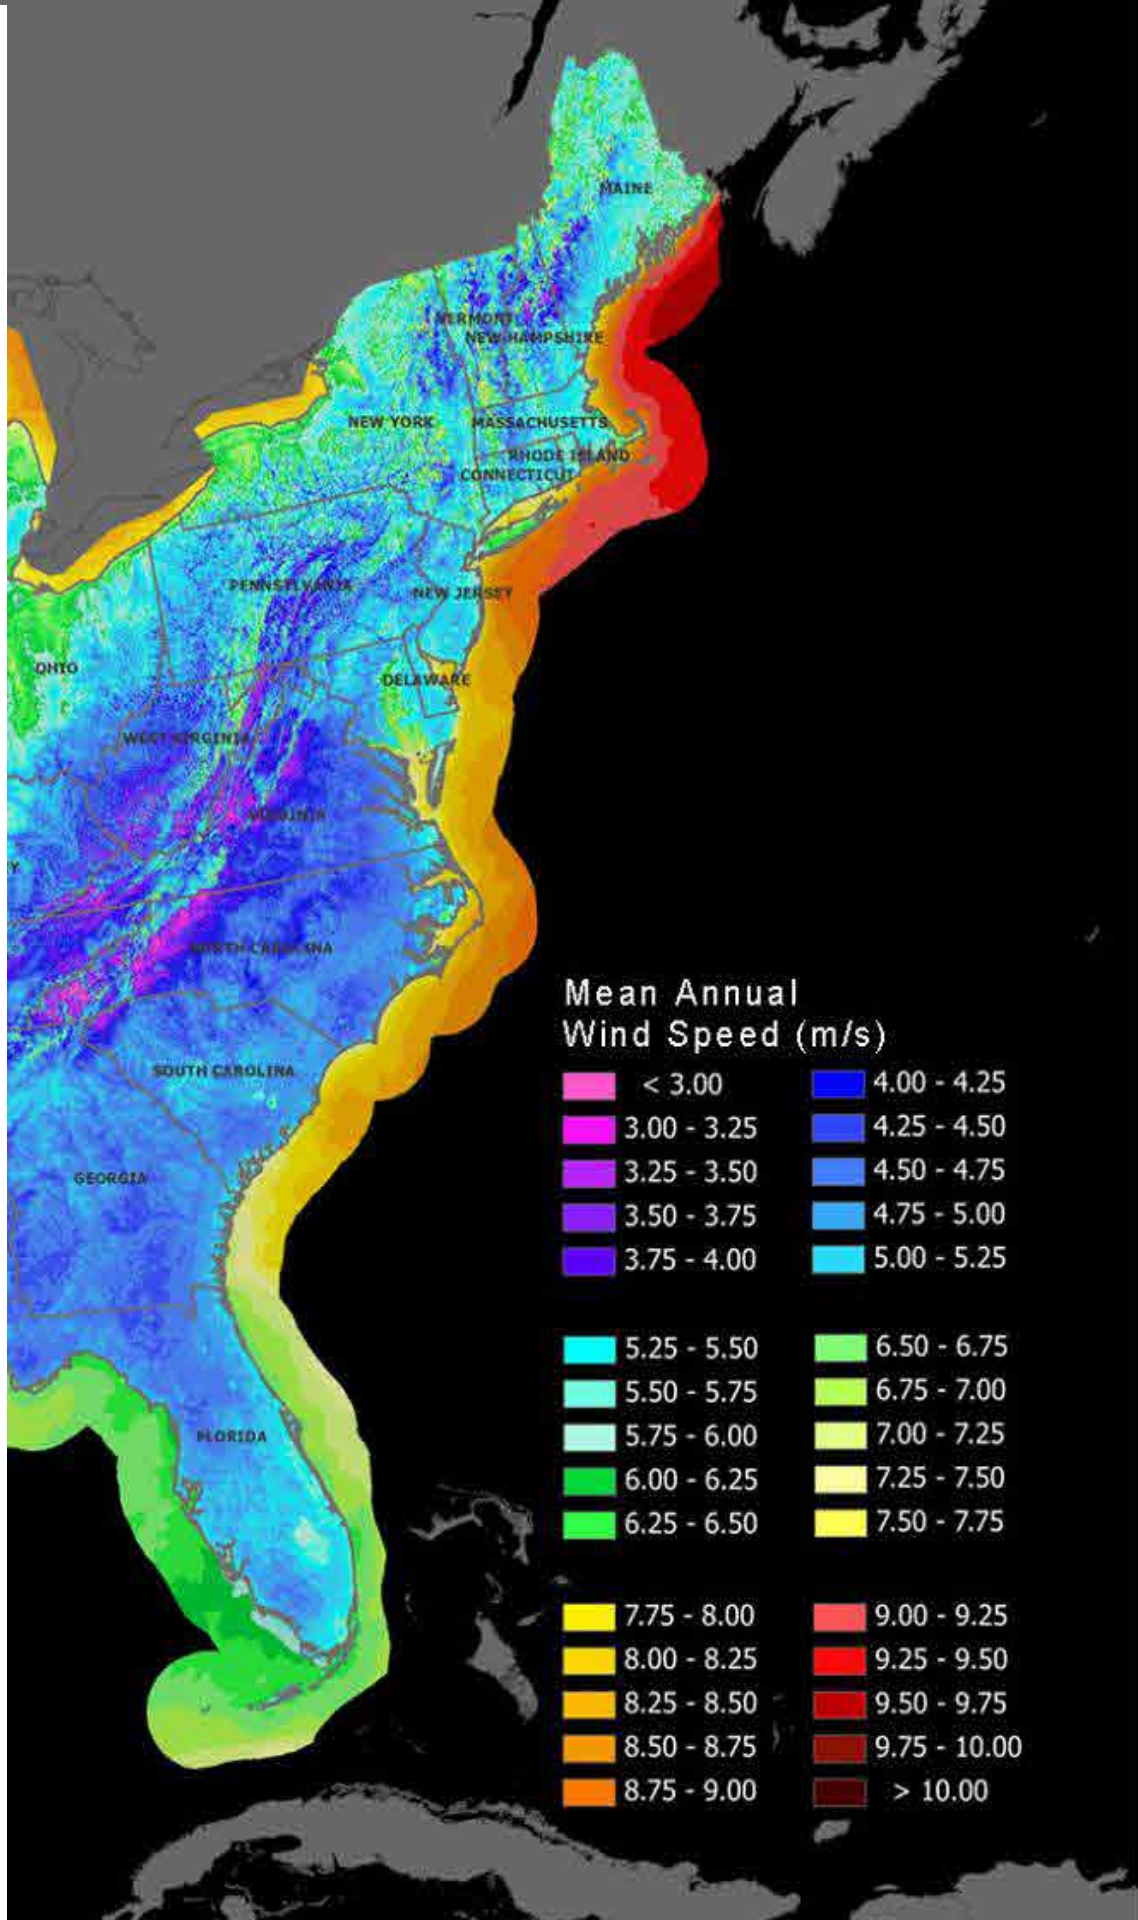 MAINE
VERMONT
NEW HAMPSHIRE
NEW YORK
MASSACHUSETTS
RHODE ISLAND
CONNECTICUT
PENNSYLVANIA
NEW JERSEY
OHIO
DELAWARE
WEST VIRGINIA
VIRGINIA
Y
NORTH CAROLINA
SOUTH CAROLINA
GEORGIA
FLORIDA
Mean Annual
Wind Speed (m/s)
< 3.00
3.00 - 3.25
3.25 - 3.50
3.50 - 3.75
3.75 - 4.00
4.00 - 4.25
4.25 - 4.50
4.50 - 4.75
4.75 - 5.00
5.00 - 5.25
5.25 - 5.50
5.50 - 5.75
5.75 - 6.00
6.00 - 6.25
6.25 - 6.50
6.50 - 6.75
6.75 - 7.00
7.00 - 7.25
7.25 - 7.50
7.50 - 7.75
7.75 - 8.00
8.00 - 8.25
8.25 - 8.50
8.50 - 8.75
8.75 - 9.00
9.00 - 9.25
9.25 - 9.50
9.50 - 9.75
9.75 - 10.00
> 10.00